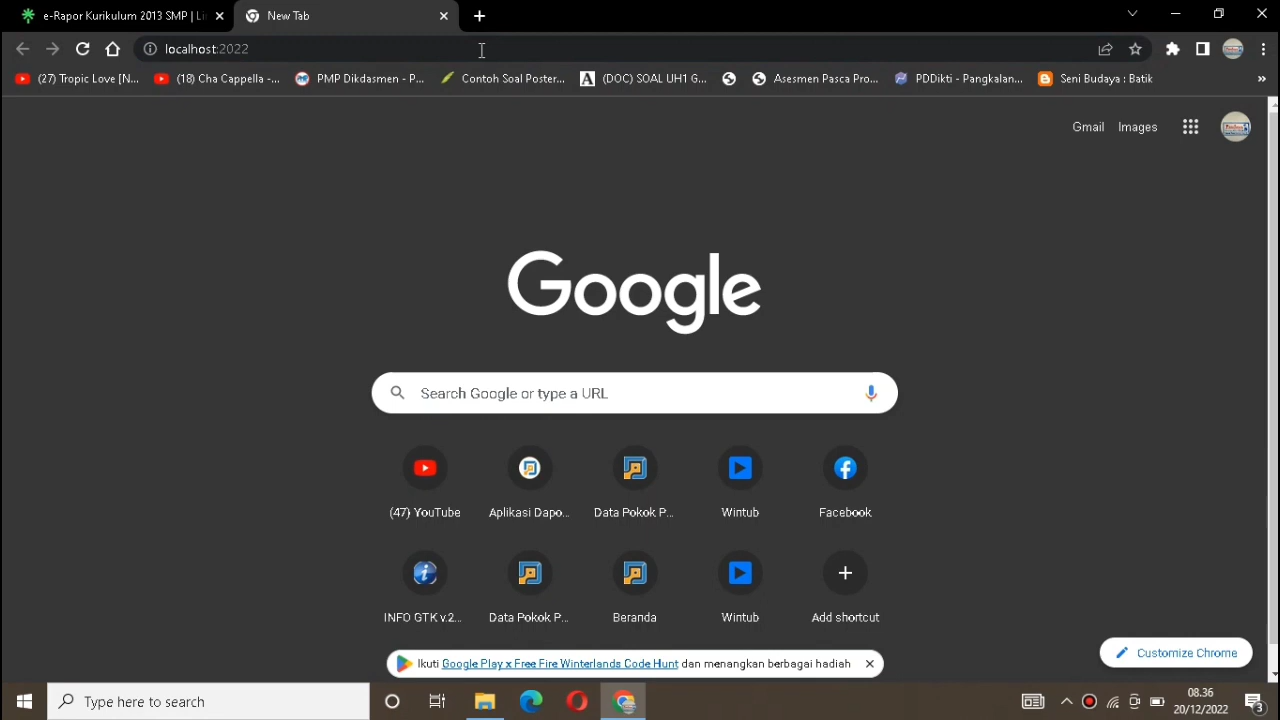 e-Rapor Kurikulum 2013 SMP | Lin
New Tab
localhost:2022
(27) Tropic Love [N...
(18) Cha Cappella -...
PMP Dikdasmen - P...
Contoh Soal Poster...
(DOC) SOAL UH1 G...
Asesmen Pasca Pro...
PDDikti - Pangkalan...
Seni Budaya : Batik
»
Gmail
Images
Google
Search Google or type a URL
(47) YouTube
Aplikasi Dapo...
Data Pokok P...
Wintub
Facebook
INFO GTK v.2...
Data Pokok P...
Beranda
Wintub
Add shortcut
Ikuti Google Play x Free Fire Winterlands Code Hunt dan menangkan berbagai hadiah
Customize Chrome
Type here to search
08.36
20/12/2022
3